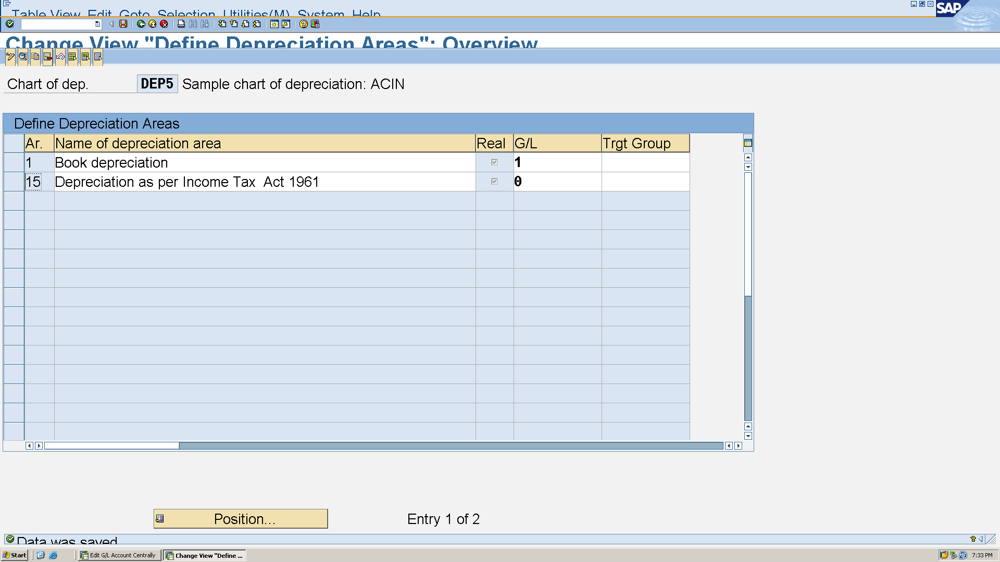 Table View Edit Goto Selection Utilities(M) System Help
SAP
Change View "Define Depreciation Areas": Overview
Chart of dep. DEP5 Sample chart of depreciation: ACIN
Define Depreciation Areas
Ar. Name of depreciation area Real G/L Trgt Group
1 Book depreciation 1
15 Depreciation as per Income Tax Act 1961 0
Position... Entry 1 of 2
Data was saved
Start Edit G/L Account Centrally Change View "Define ... 7:33 PM